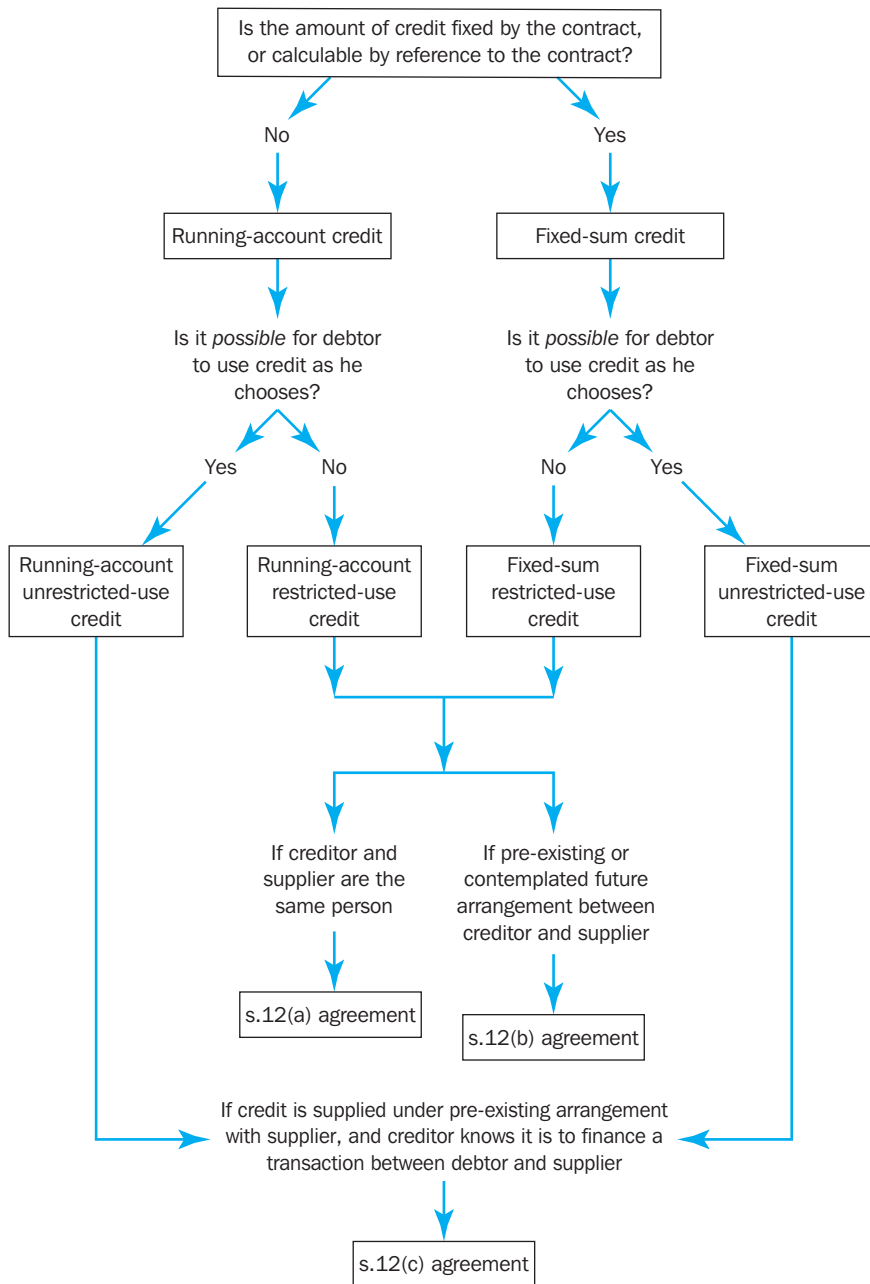 Is the amount of credit fixed by the contract,
or calculable by reference to the contract?
No
Yes
Running-account credit
Fixed-sum credit
Is it possible for debtor
to use credit as he
chooses?
Is it possible for debtor
to use credit as he
chooses?
Yes
No
No
Yes
Running-account
unrestricted-use
credit
Running-account
restricted-use
credit
Fixed-sum
restricted-use
credit
Fixed-sum
unrestricted-use
credit
If creditor and
supplier are the
same person
If pre-existing or
contemplated future
arrangement between
creditor and supplier
s.12(a) agreement
s.12(b) agreement
If credit is supplied under pre-existing arrangement
with supplier, and creditor knows it is to finance a
transaction between debtor and supplier
s.12(c) agreement